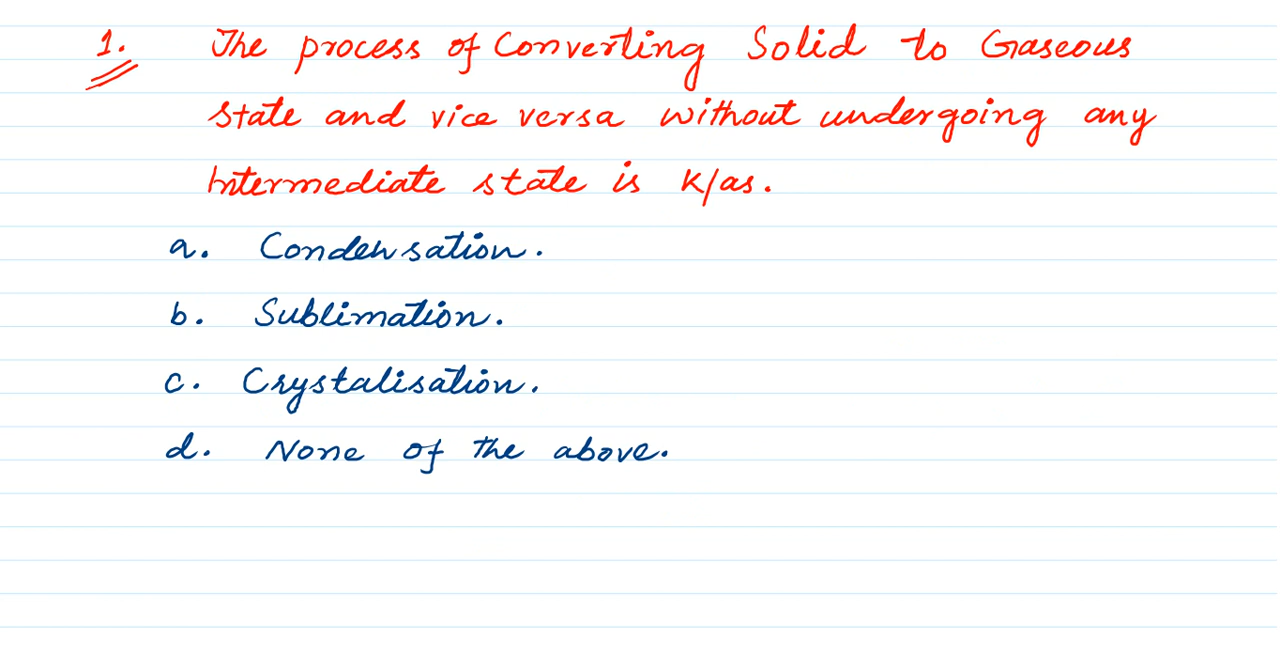 1. The process of Converting Solid to Gaseous
state and vice versa without undergoing any
Intermediate state is K/as.
a. Condensation.
b. Sublimation.
c. Crystalisation.
d. None of the above.